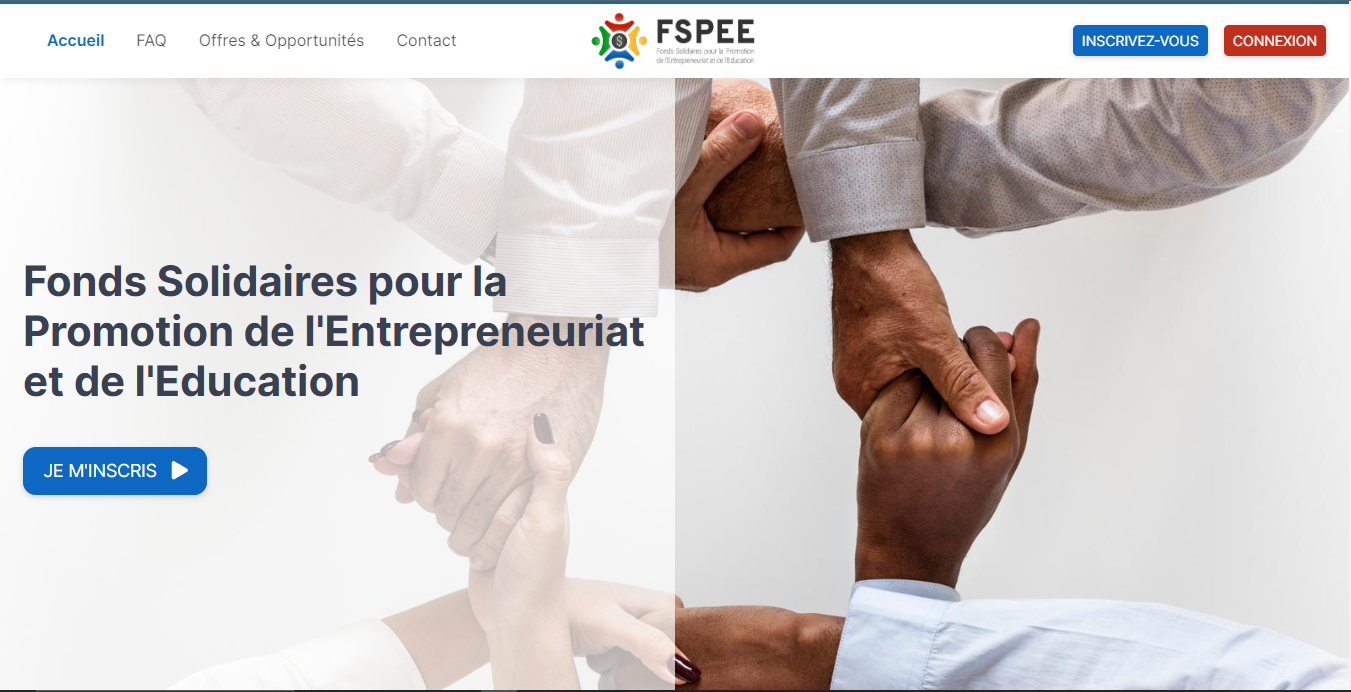 Accueil
FAQ
Offres & Opportunités
Contact
$
FSPEE
Fonds Solidaires pour la Promotion
de l'Entrepreneuriat et de l'Education
INSCRIVEZ-VOUS
CONNEXION
Fonds Solidaires pour la
Promotion de l'Entrepreneuriat
et de l'Education
JE M'INSCRIS